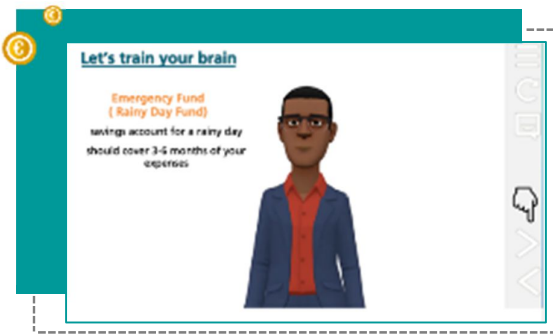 Let's train your brain
Emergency Fund
( Rainy Day Fund)
savings account for a rainy day
should cover 3-6 months of your
expenses